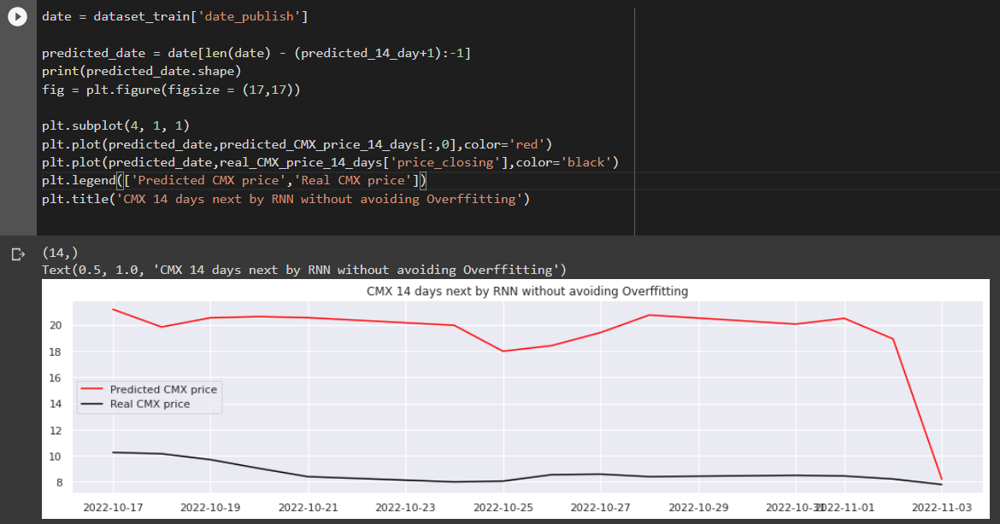 date = dataset_train['date_publish']
predicted_date = date[len(date) - (predicted_14_day+1):-1]
print(predicted_date.shape)
fig = plt.figure(figsize = (17,17))
plt.subplot(4, 1, 1)
plt.plot(predicted_date,predicted_CMX_price_14_days[:,0],color='red')
plt.plot(predicted_date,real_CMX_price_14_days['price_closing'],color='black')
plt.legend(['Predicted CMX price','Real CMX price'])
plt.title('CMX 14 days next by RNN without avoiding Overffitting')
(14,)
Text(0.5, 1.0, 'CMX 14 days next by RNN without avoiding Overffitting')
CMX 14 days next by RNN without avoiding Overffitting
20
18
16
14
12
10
8
Predicted CMX price
Real CMX price
2022-10-17 2022-10-19 2022-10-21 2022-10-23 2022-10-25 2022-10-27 2022-10-29 2022-10-31 2022-11-01 2022-11-03